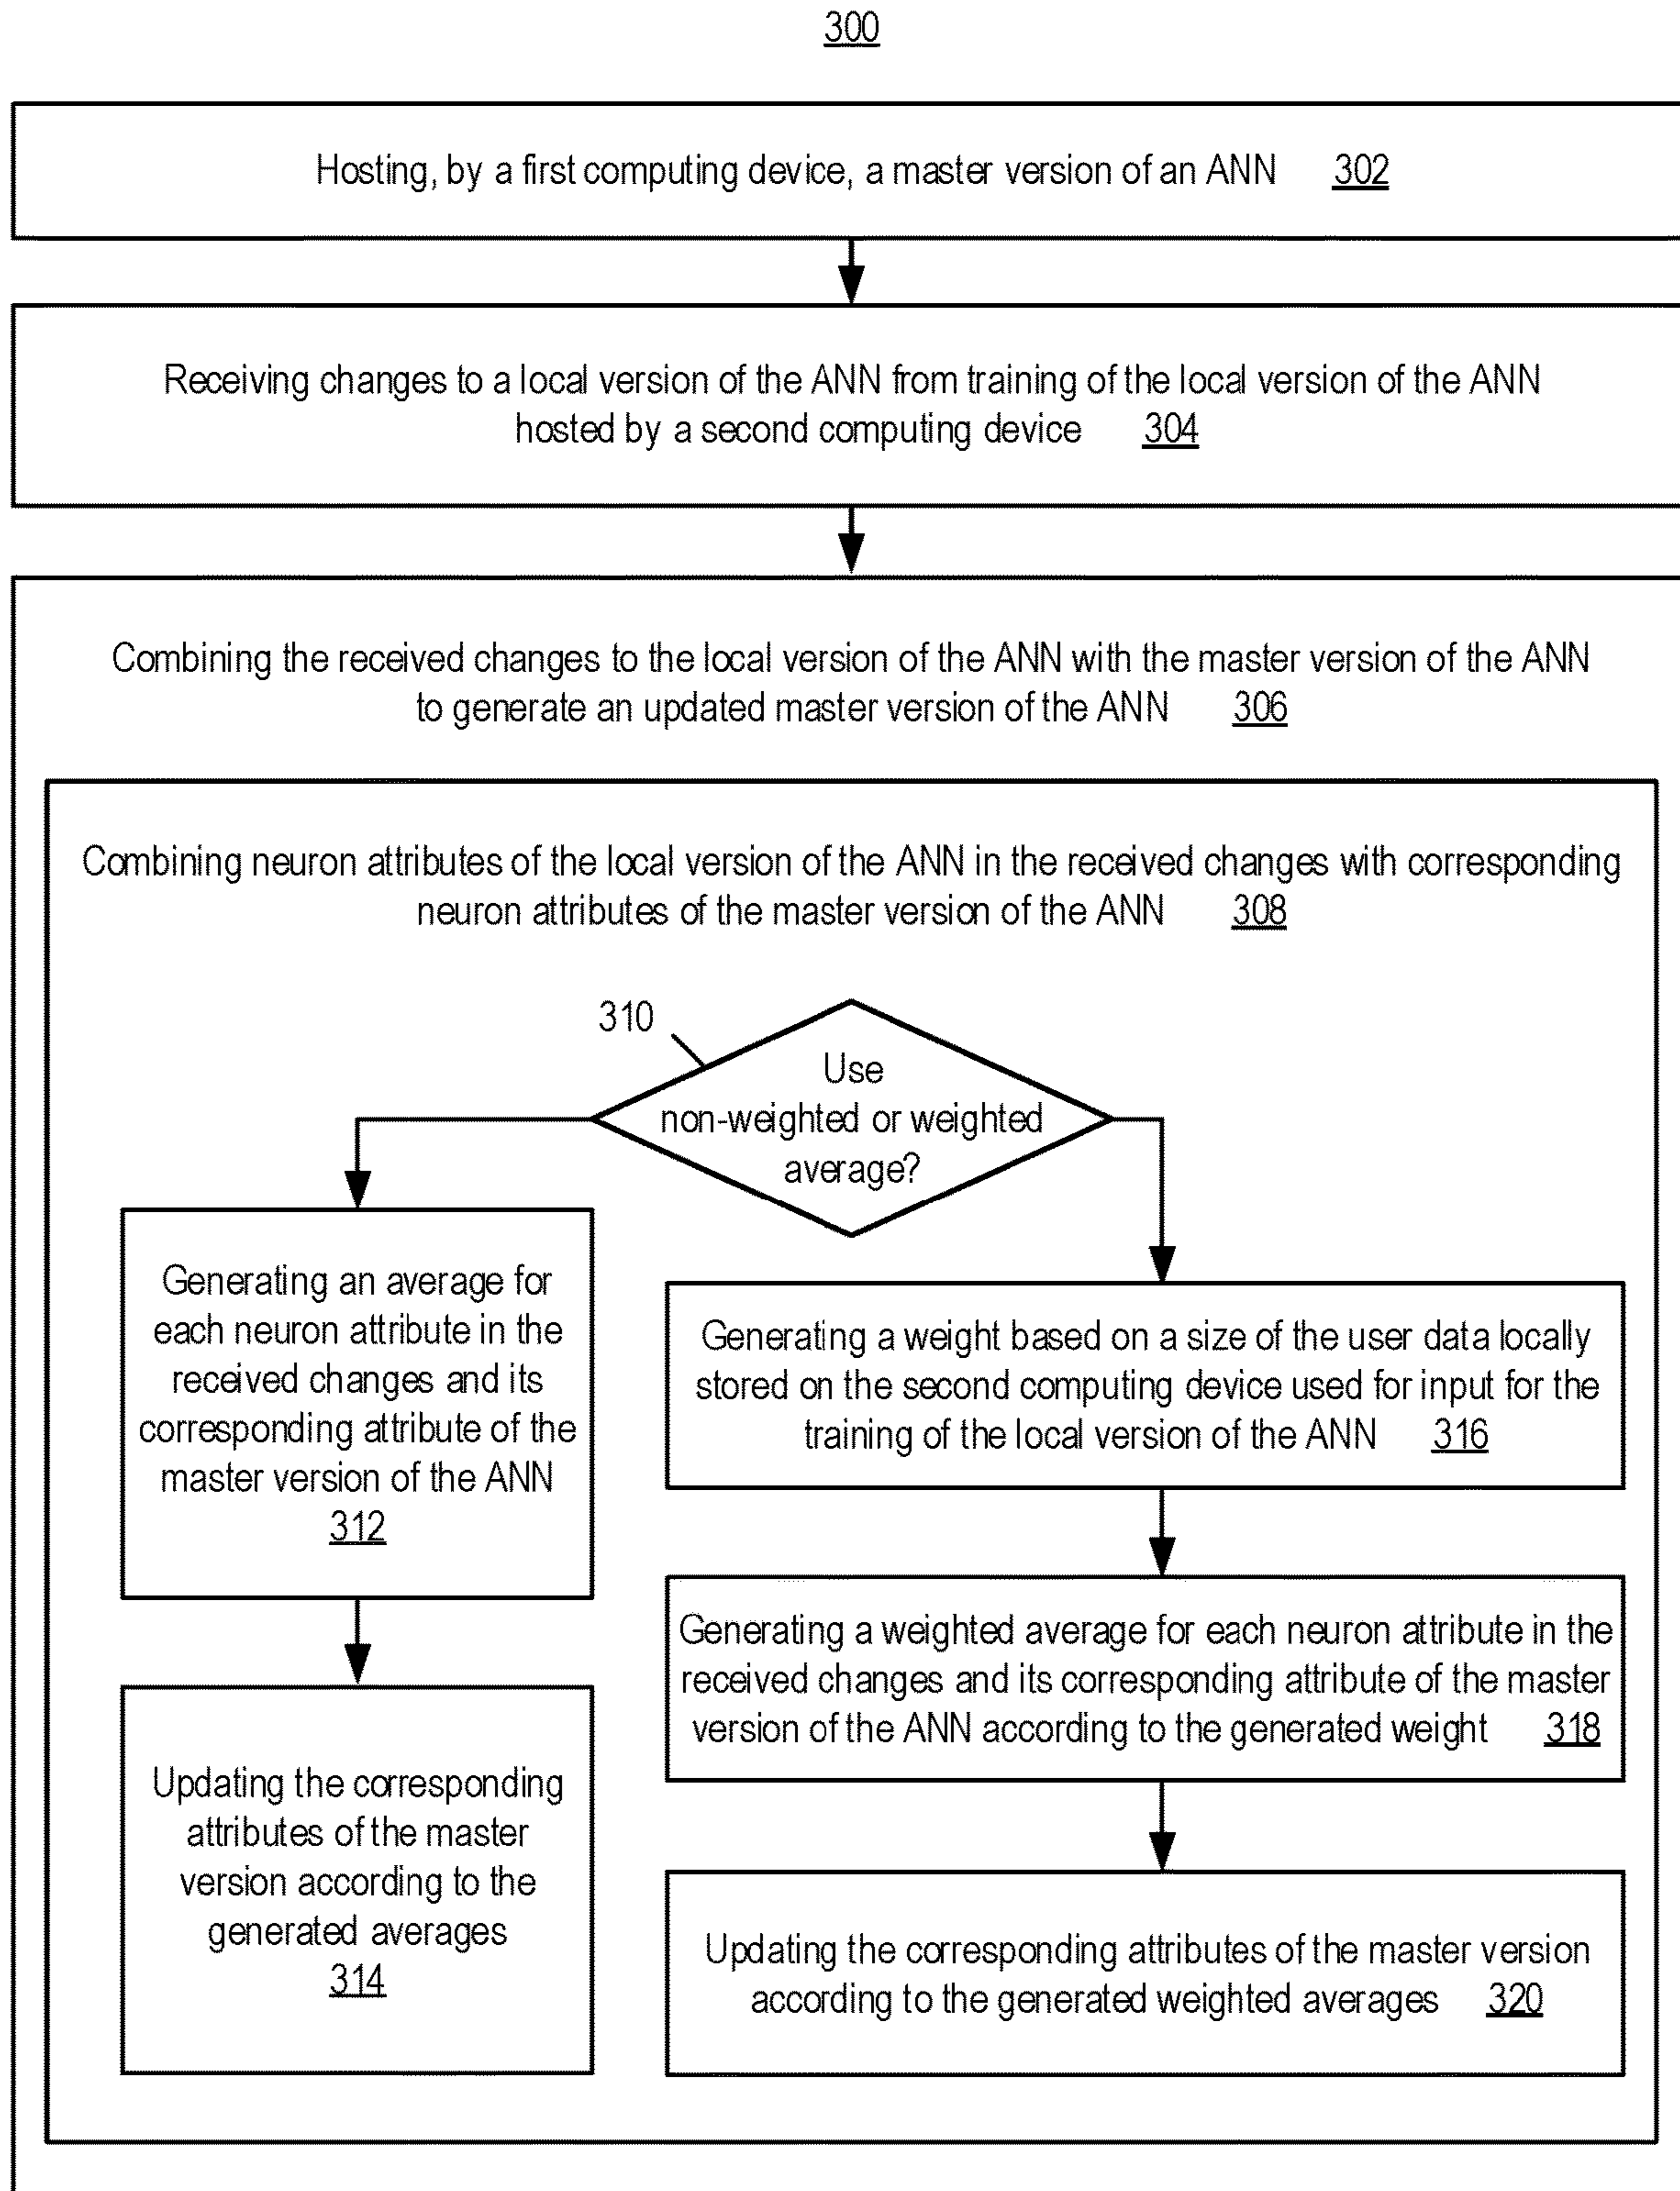 300
Hosting, by a first computing device, a master version of an ANN 302
Receiving changes to a local version of the ANN from training of the local version of the ANN
hosted by a second computing device 304
Combining the received changes to the local version of the ANN with the master version of the ANN
to generate an updated master version of the ANN 306
Combining neuron attributes of the local version of the ANN in the received changes with corresponding
neuron attributes of the master version of the ANN 308
310
Use
non-weighted or weighted
average?
Generating an average for
each neuron attribute in the
received changes and its
corresponding attribute of the
master version of the ANN
312
Updating the corresponding
attributes of the master
version according to the
generated averages
314
Generating a weight based on a size of the user data locally
stored on the second computing device used for input for the
training of the local version of the ANN 316
Generating a weighted average for each neuron attribute in the
received changes and its corresponding attribute of the master
version of the ANN according to the generated weight 318
Updating the corresponding attributes of the master version
according to the generated weighted averages 320